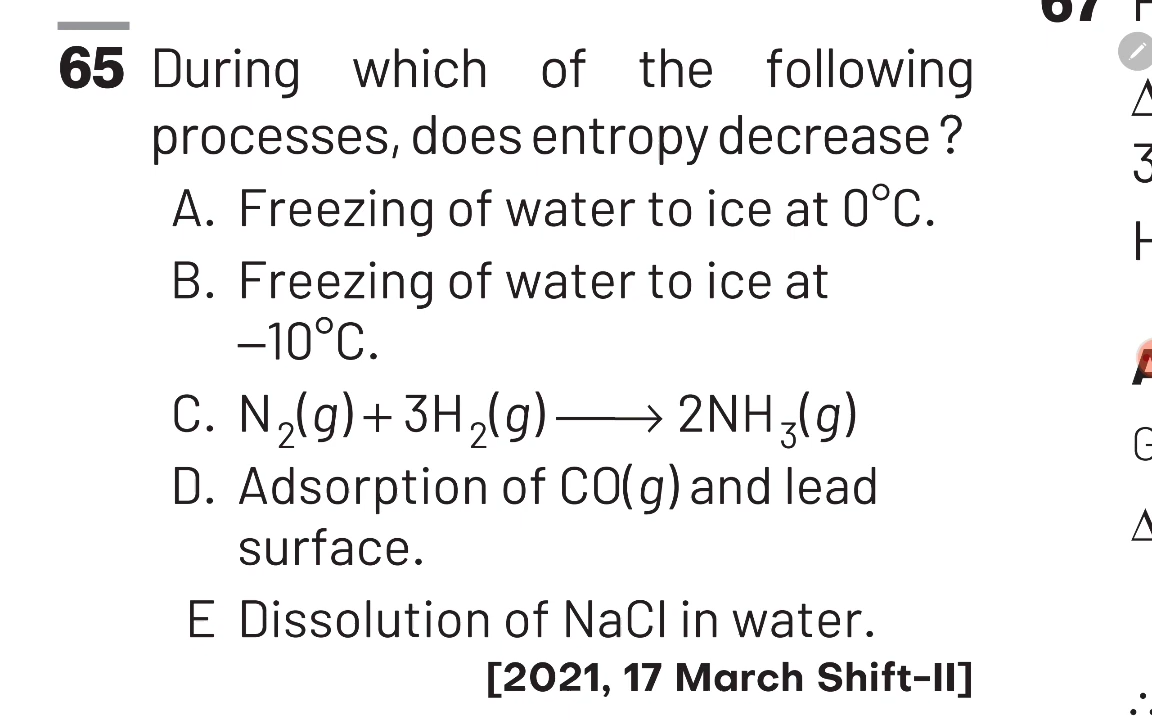 65 During which of the following
processes, does entropy decrease?
A. Freezing of water to ice at 0°C.
B. Freezing of water to ice at
–10°C.
C. N₂(g) + 3H₂(g) ⟶ 2NH₃(g)
D. Adsorption of CO(g) and lead
surface.
E Dissolution of NaCl in water.
[2021, 17 March Shift-II]
67
Δ
3
H
A
G
Δ
∴